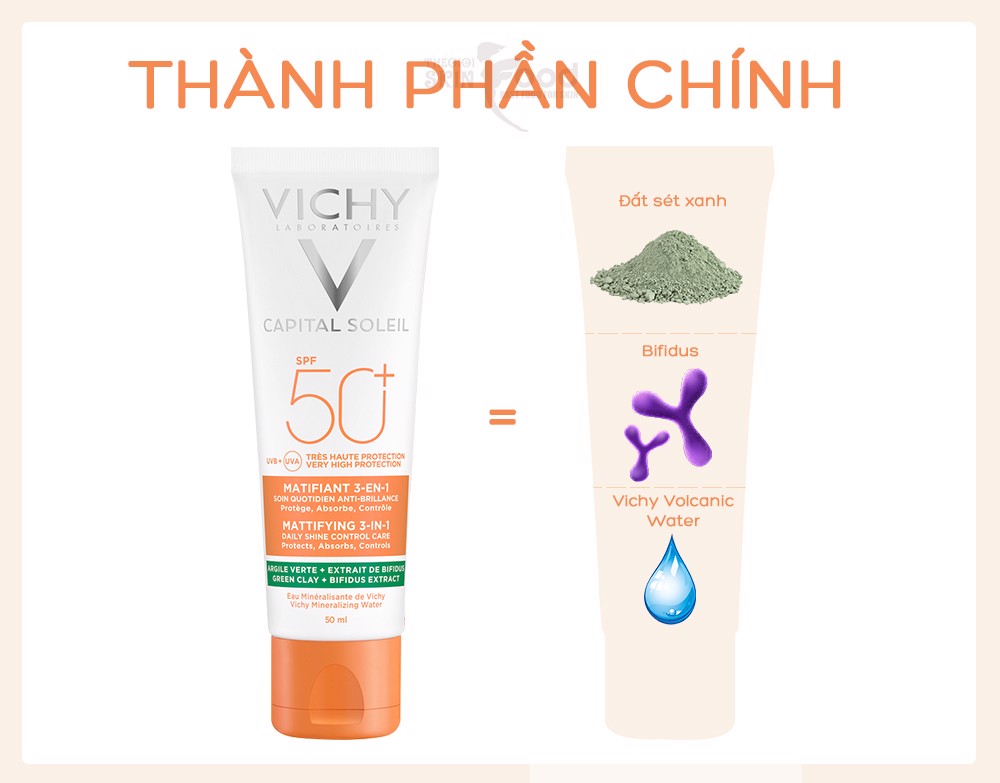 THÀNH PHẦN CHÍNH
VICHY
LABORATOIRES
CAPITAL SOLEIL
SPF
50+
UVB + UVA
TRÈS HAUTE PROTECTION
VERY HIGH PROTECTION
MATIFIANT 3-EN-1
SOIN QUOTIDIEN ANTI-BRILLANCE
Protège, Absorbe, Contrôle
MATTIFYING 3-IN-1
DAILY SHINE CONTROL CARE
Protects, Absorbs, Controls
ARGILE VERTE + EXTRAIT DE BIFIDUS
GREEN CLAY + BIFIDUS EXTRACT
Eau Minéralisante de Vichy
Vichy Mineralizing Water
50 ml
=
Đất sét xanh
Bifidus
Vichy Volcanic
Water